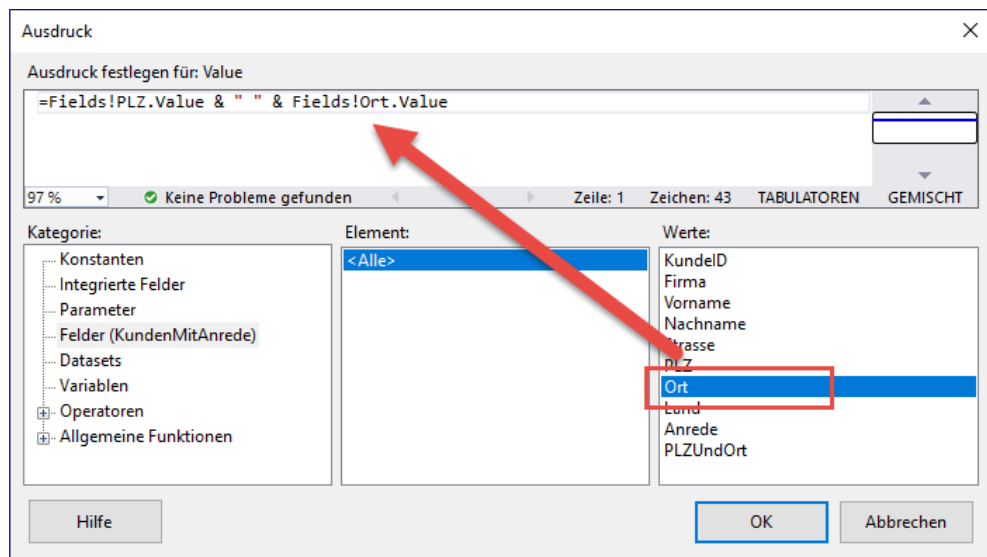 Ausdruck
Ausdruck festlegen für: Value
=Fields!PLZ.Value & " " & Fields!Ort.Value
97 % Keine Probleme gefunden Zeile: 1 Zeichen: 43 TABULATOREN GEMISCHT
Kategorie: Element: Werte:
Konstanten <Alle> KundeID
Integrierte Felder Firma
Parameter Vorname
Felder (KundenMitAnrede) Nachname
Datasets Strasse
Variablen PLZ
Operatoren Ort
Allgemeine Funktionen Land
Anrede
PLZUndOrt
Hilfe OK Abbrechen